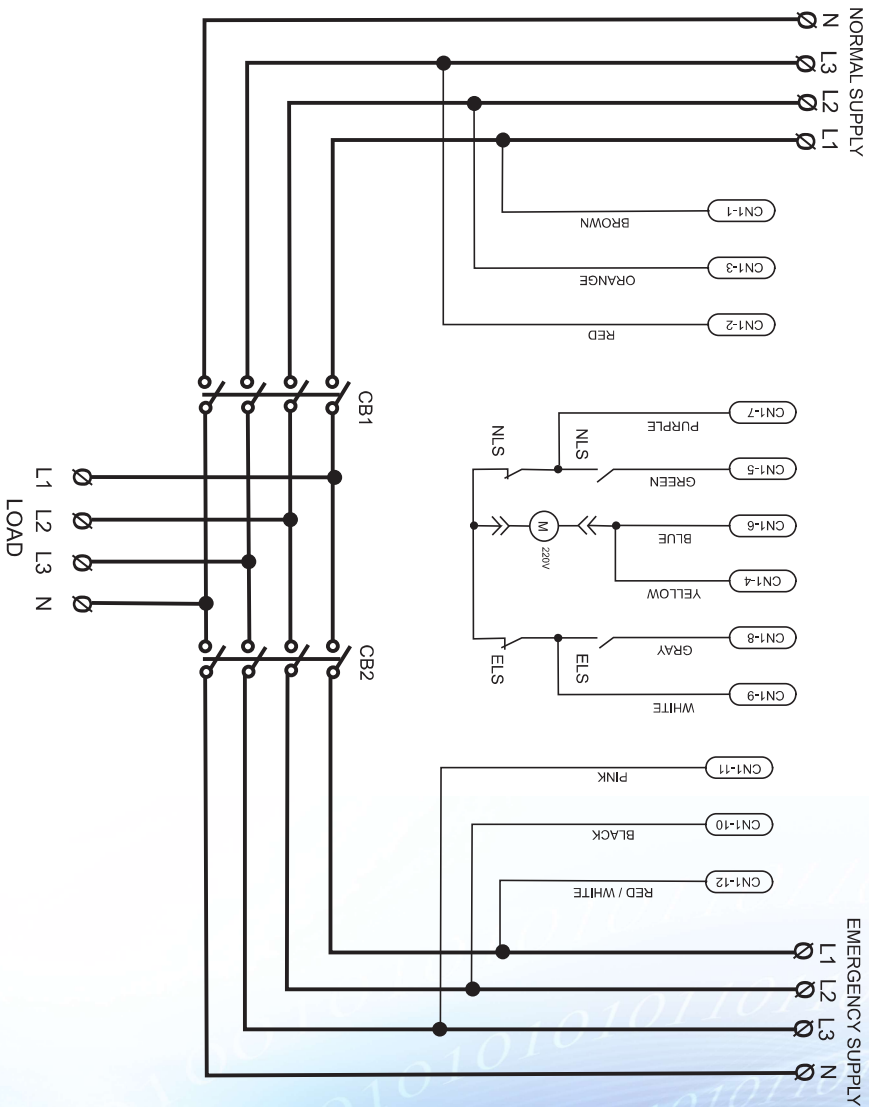 NORMAL SUPPLY
N
L3
L2
L1
CN1-1
BROWN
CN1-3
ORANGE
CN1-2
RED
CB1
CN1-7
PURPLE
NLS
NLS
CN1-5
GREEN
L1
L2
L3
N
LOAD
M
220V
CN1-6
BLUE
CN1-4
YELLOW
CB2
ELS
ELS
CN1-8
GRAY
CN1-9
WHITE
CN1-11
PINK
CN1-10
BLACK
CN1-12
RED / WHITE
EMERGENCY SUPPLY
L1
L2
L3
N